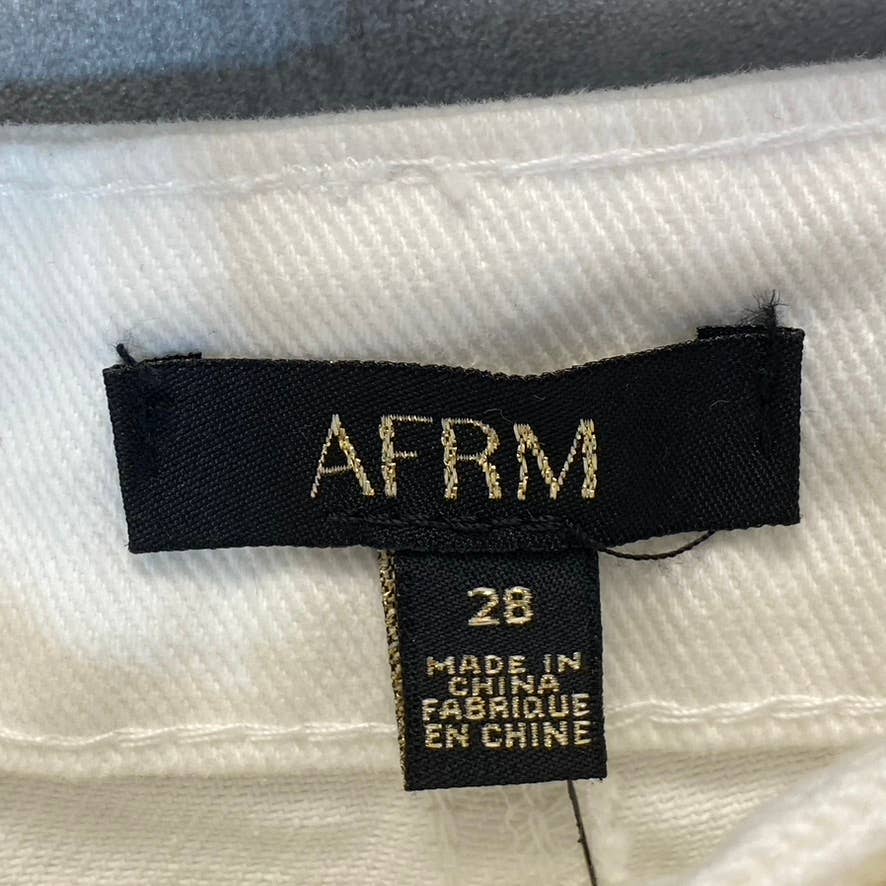 AFRM
28
MADE IN
CHINA
FABRIQUE
EN CHINE